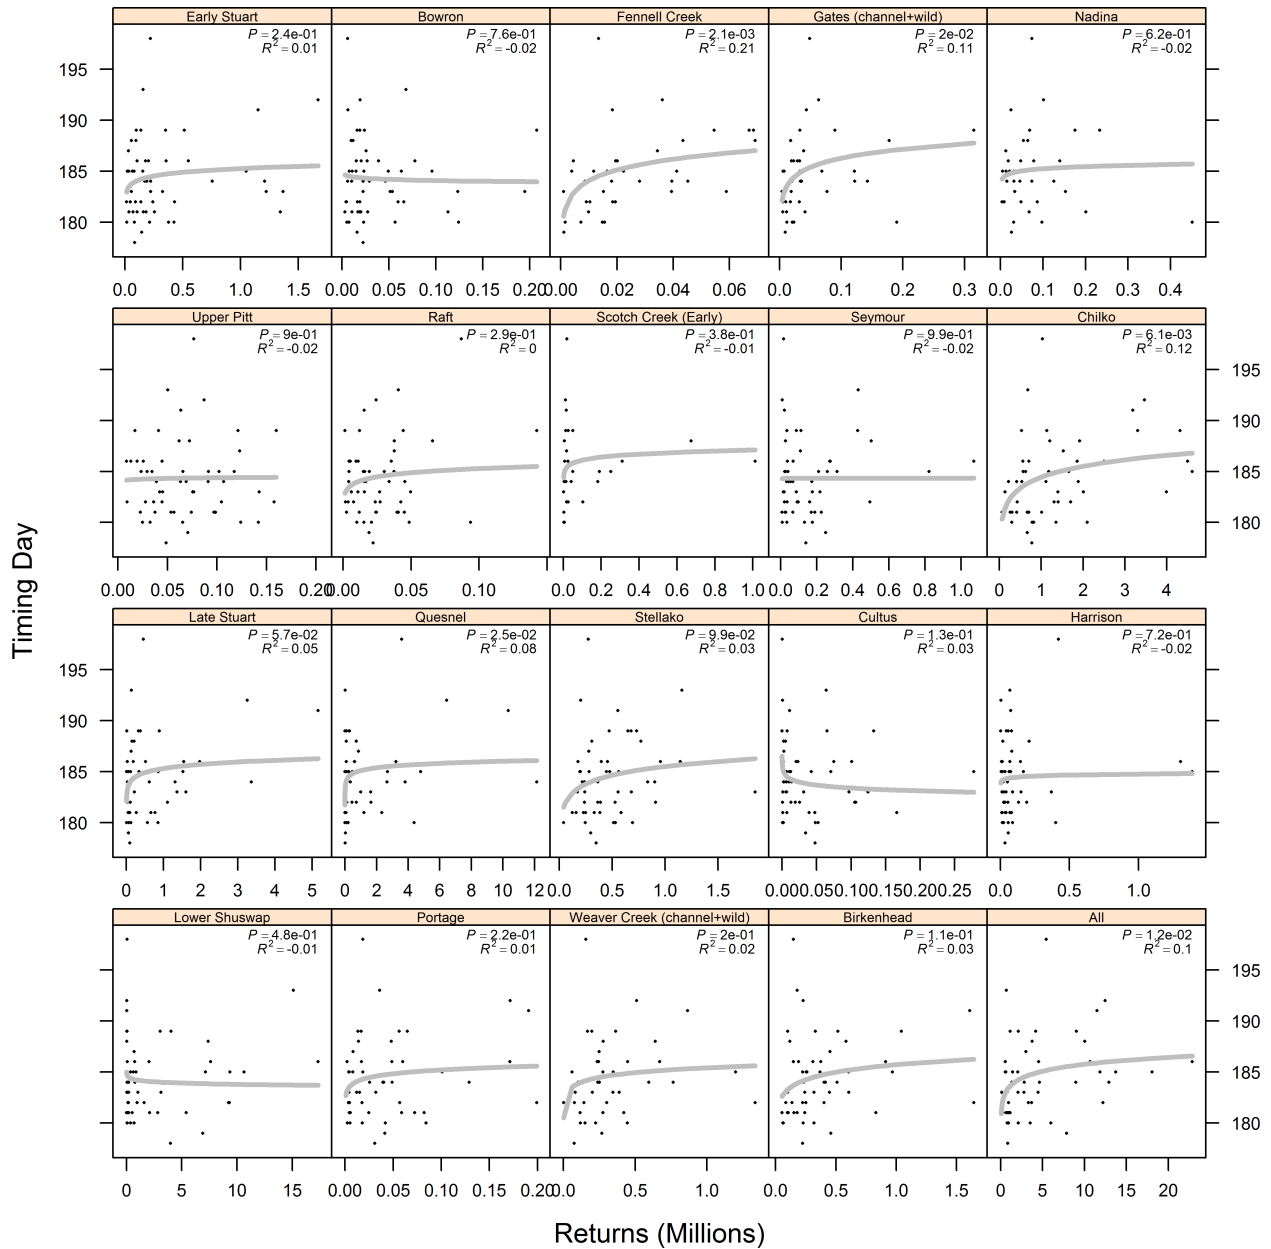 Early Stuart Bowron Fennell Creek Gates (channel+wild) Nadina
P = 2.4e-01 P = 7.6e-01 P = 2.1e-03 P = 2e-02 P = 6.2e-01
R² = 0.01 R² = -0.02 R² = 0.21 R² = 0.11 R² = -0.02
195
190
185
180
0.0 0.5 1.0 1.5 0.00 0.05 0.10 0.15 0.20 0.00 0.02 0.04 0.06 0.0 0.1 0.2 0.3 0.0 0.1 0.2 0.3 0.4
Upper Pitt Raft Scotch Creek (Early) Seymour Chilko
P = 9e-01 P = 2.9e-01 P = 3.8e-01 P = 9.9e-01 P = 6.1e-03
R² = -0.02 R² = 0 R² = -0.01 R² = -0.02 R² = 0.12
195
190
185
180
0.00 0.05 0.10 0.15 0.20 0.00 0.05 0.10 0.0 0.2 0.4 0.6 0.8 1.0 0.0 0.2 0.4 0.6 0.8 1.0 0 1 2 3 4
Timing Day
Late Stuart Quesnel Stellako Cultus Harrison
P = 5.7e-02 P = 2.5e-02 P = 9.9e-02 P = 1.3e-01 P = 7.2e-01
R² = 0.05 R² = 0.08 R² = 0.03 R² = 0.03 R² = -0.02
195
190
185
180
0 1 2 3 4 5 0 2 4 6 8 10 12 0.0 0.5 1.0 1.5 0.00 0.05 0.10 0.15 0.20 0.25 0.0 0.5 1.0
Lower Shuswap Portage Weaver Creek (channel+wild) Birkenhead All
P = 4.8e-01 P = 2.2e-01 P = 2e-01 P = 1.1e-01 P = 1.2e-02
R² = -0.01 R² = 0.01 R² = 0.02 R² = 0.03 R² = 0.1
195
190
185
180
0 5 10 15 0.00 0.05 0.10 0.15 0.20 0.0 0.5 1.0 0.0 0.5 1.0 1.5 0 5 10 15 20
Returns (Millions)